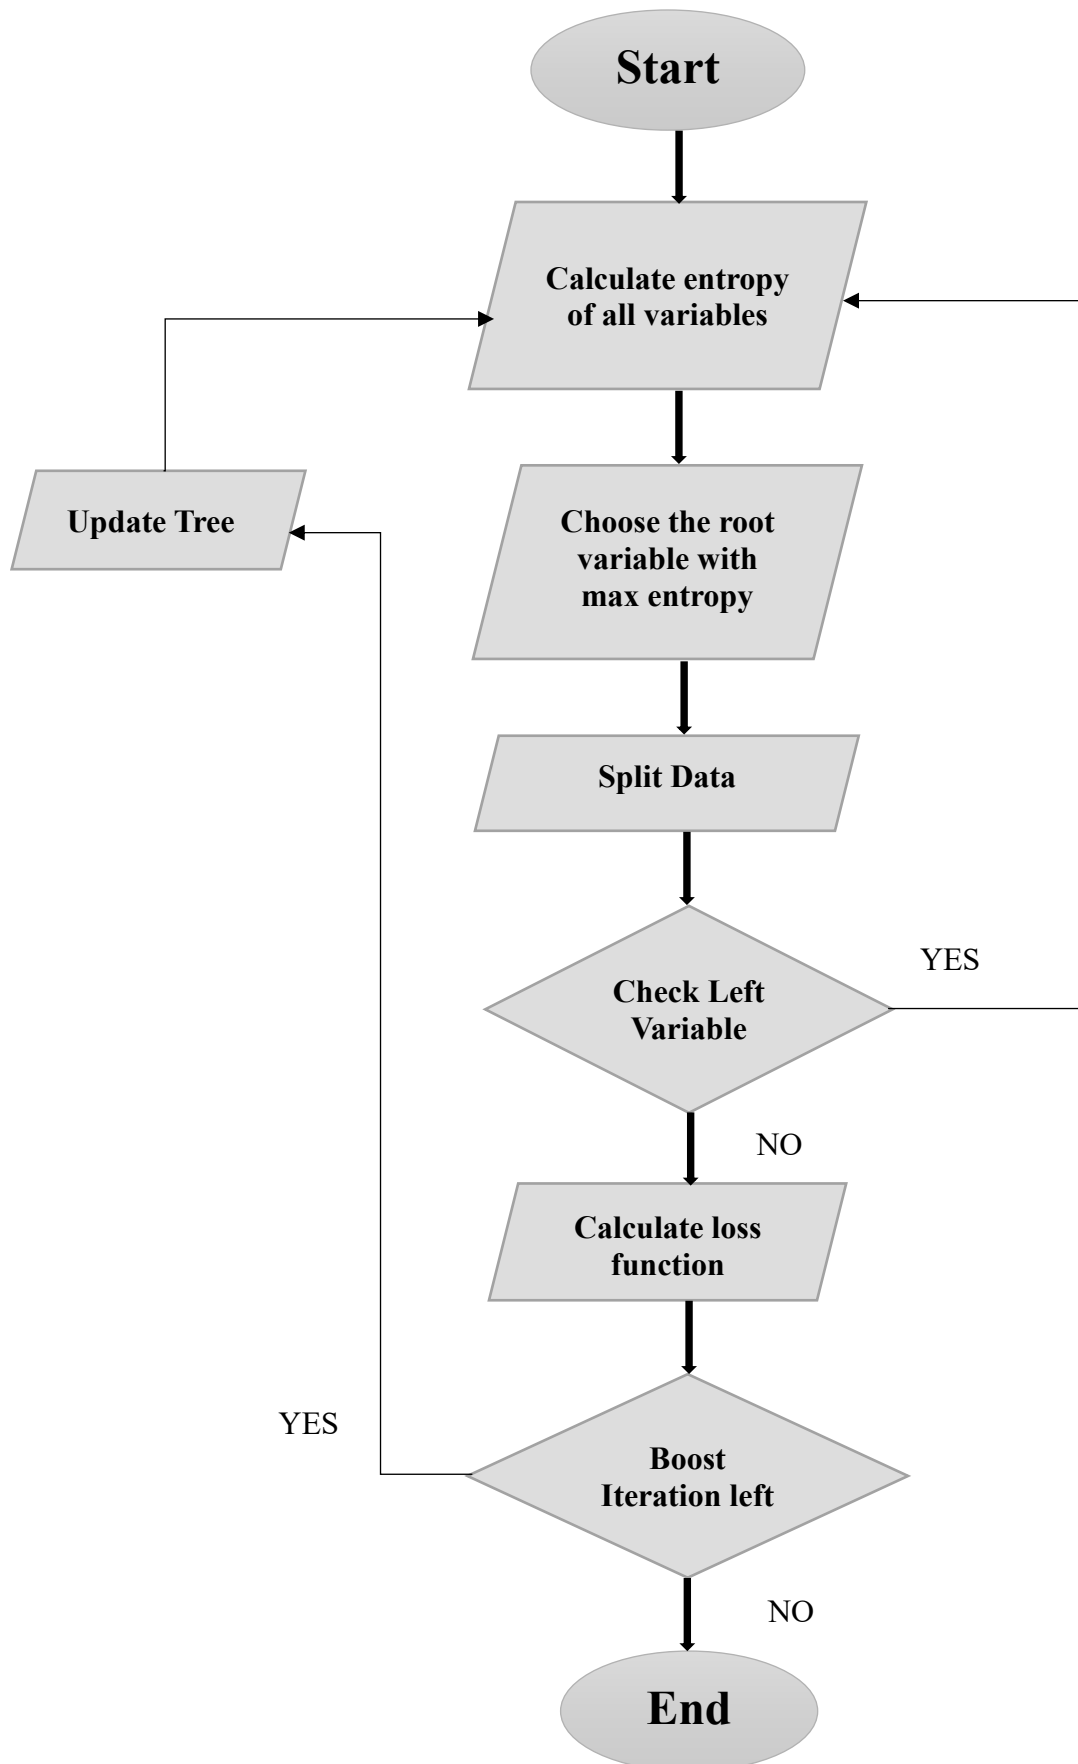 Start
Calculate entropy
of all variables
Update Tree
Choose the root
variable with
max entropy
Split Data
YES
Check Left
Variable
NO
Calculate loss
function
YES
Boost
Iteration left
NO
End